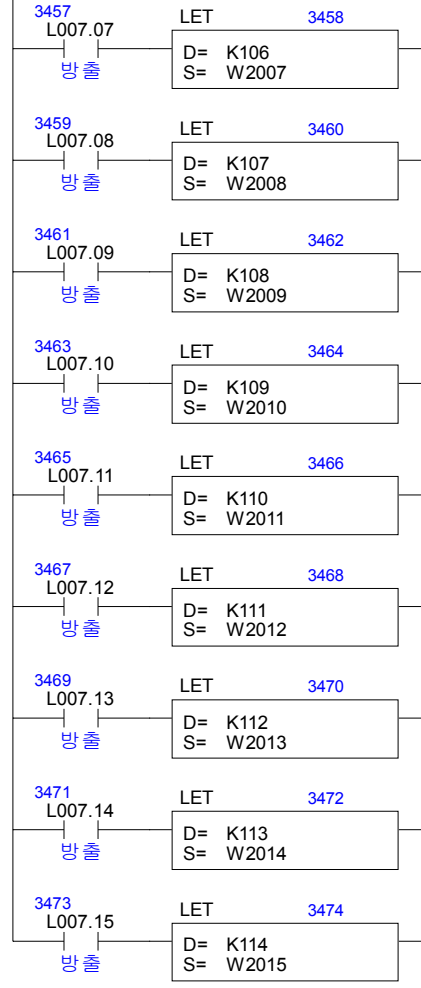 3457 LET 3458
L007.07
D= K106
방출 S= W2007
3459 LET 3460
L007.08
D= K107
방출 S= W2008
3461 LET 3462
L007.09
D= K108
방출 S= W2009
3463 LET 3464
L007.10
D= K109
방출 S= W2010
3465 LET 3466
L007.11
D= K110
방출 S= W2011
3467 LET 3468
L007.12
D= K111
방출 S= W2012
3469 LET 3470
L007.13
D= K112
방출 S= W2013
3471 LET 3472
L007.14
D= K113
방출 S= W2014
3473 LET 3474
L007.15
D= K114
방출 S= W2015